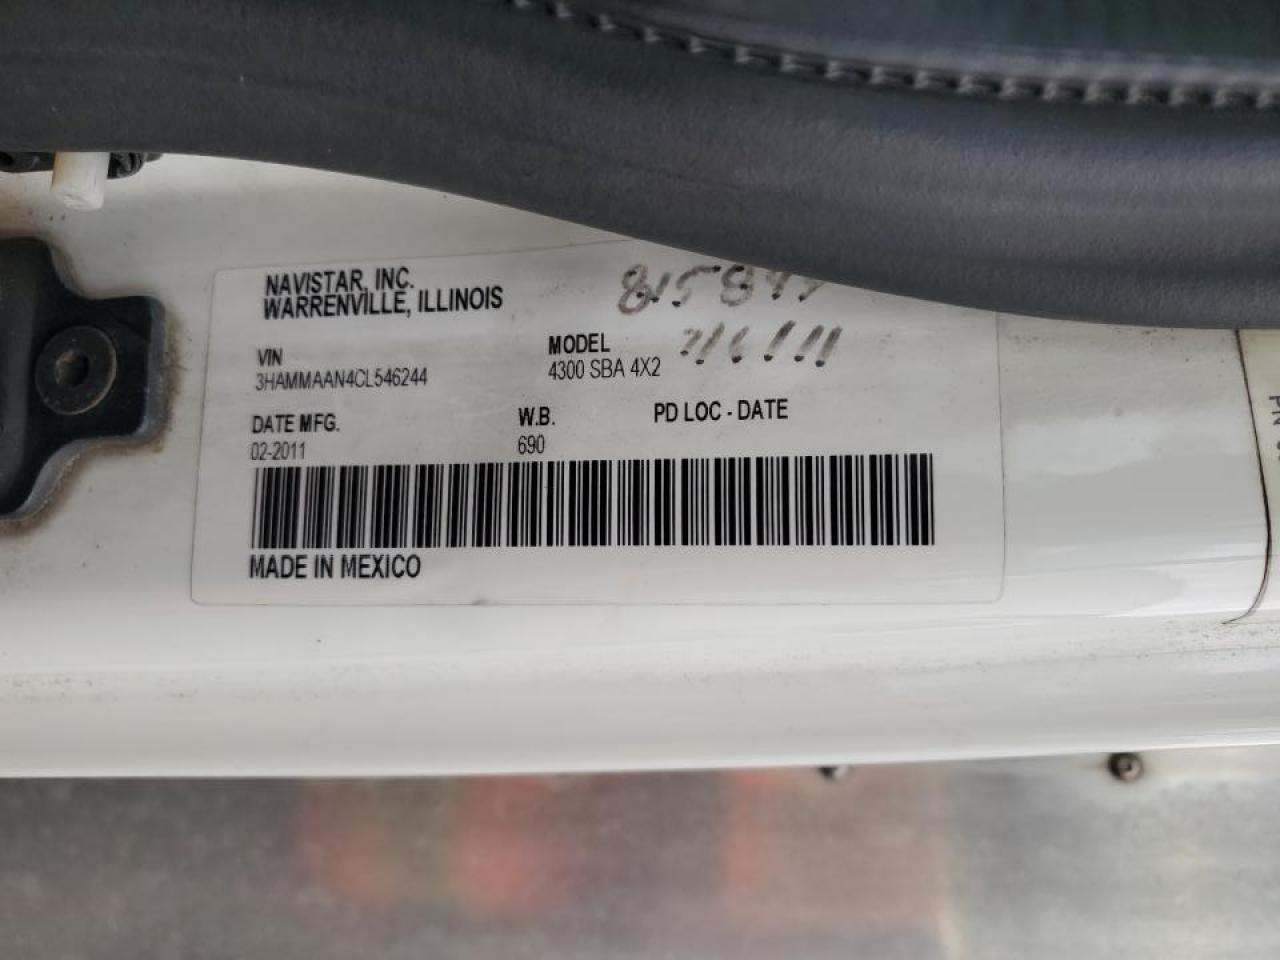 NAVISTAR, INC.
WARRENVILLE, ILLINOIS
VIN
3HAMMAAN4CL546244
MODEL
4300 SBA 4X2
DATE MFG.
02-2011
W.B.
690
PD LOC - DATE
MADE IN MEXICO